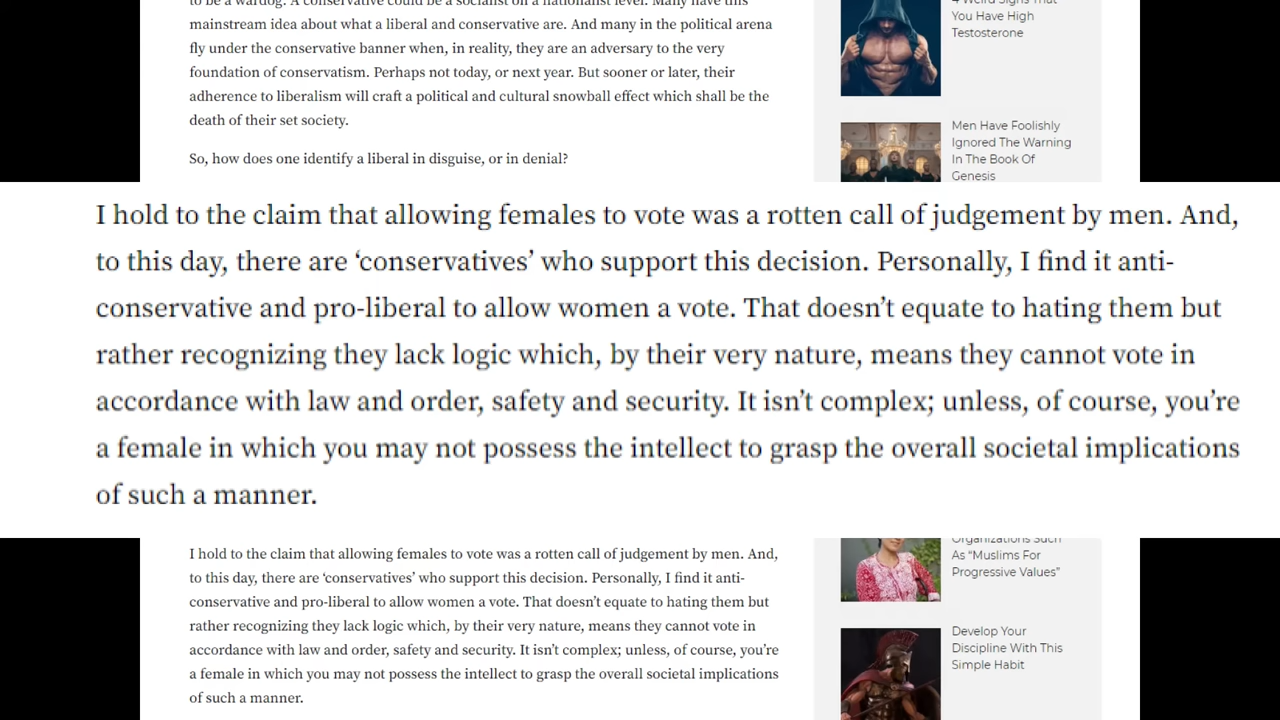 to be a wardog. A conservative could be a socialist on a nationalist level. Many have this
mainstream idea about what a liberal and conservative are. And many in the political arena
fly under the conservative banner when, in reality, they are an adversary to the very
foundation of conservatism. Perhaps not today, or next year. But sooner or later, their
adherence to liberalism will craft a political and cultural snowball effect which shall be the
death of their set society.
So, how does one identify a liberal in disguise, or in denial?
4 Weird Signs That
You Have High
Testosterone
Men Have Foolishly
Ignored The Warning
In The Book Of
Genesis
I hold to the claim that allowing females to vote was a rotten call of judgement by men. And,
to this day, there are ‘conservatives’ who support this decision. Personally, I find it anti-
conservative and pro-liberal to allow women a vote. That doesn’t equate to hating them but
rather recognizing they lack logic which, by their very nature, means they cannot vote in
accordance with law and order, safety and security. It isn’t complex; unless, of course, you’re
a female in which you may not possess the intellect to grasp the overall societal implications
of such a manner.
I hold to the claim that allowing females to vote was a rotten call of judgement by men. And,
to this day, there are ‘conservatives’ who support this decision. Personally, I find it anti-
conservative and pro-liberal to allow women a vote. That doesn’t equate to hating them but
rather recognizing they lack logic which, by their very nature, means they cannot vote in
accordance with law and order, safety and security. It isn’t complex; unless, of course, you’re
a female in which you may not possess the intellect to grasp the overall societal implications
of such a manner.
Organizations Such
As “Muslims For
Progressive Values”
Develop Your
Discipline With This
Simple Habit